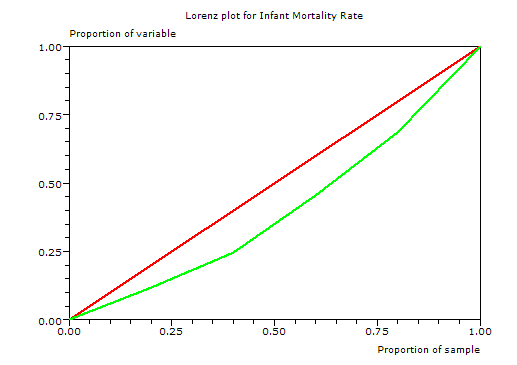 Lorenz plot for Infant Mortality Rate
Proportion of variable
1.00
0.75
0.50
0.25
0.00
0.00 0.25 0.50 0.75 1.00
Proportion of sample